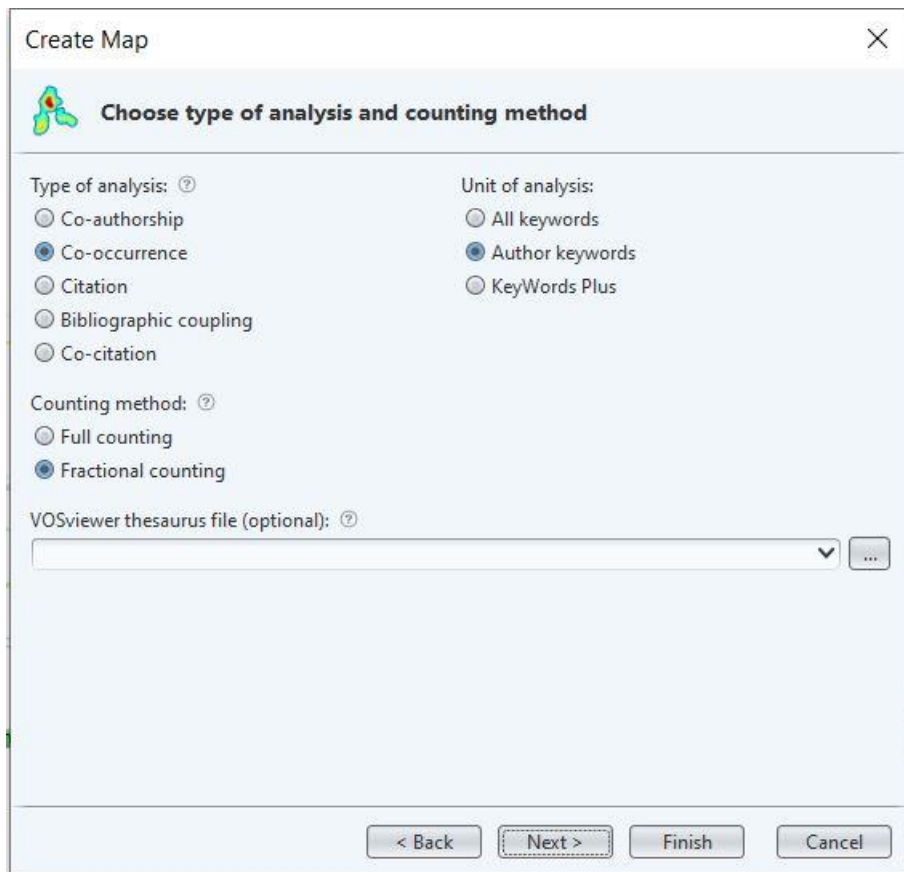 Create Map
Choose type of analysis and counting method
Type of analysis: ?
Co-authorship
Co-occurrence
Citation
Bibliographic coupling
Co-citation
Unit of analysis:
All keywords
Author keywords
KeyWords Plus
Counting method: ?
Full counting
Fractional counting
VOSviewer thesaurus file (optional): ?
...
< Back
Next >
Finish
Cancel